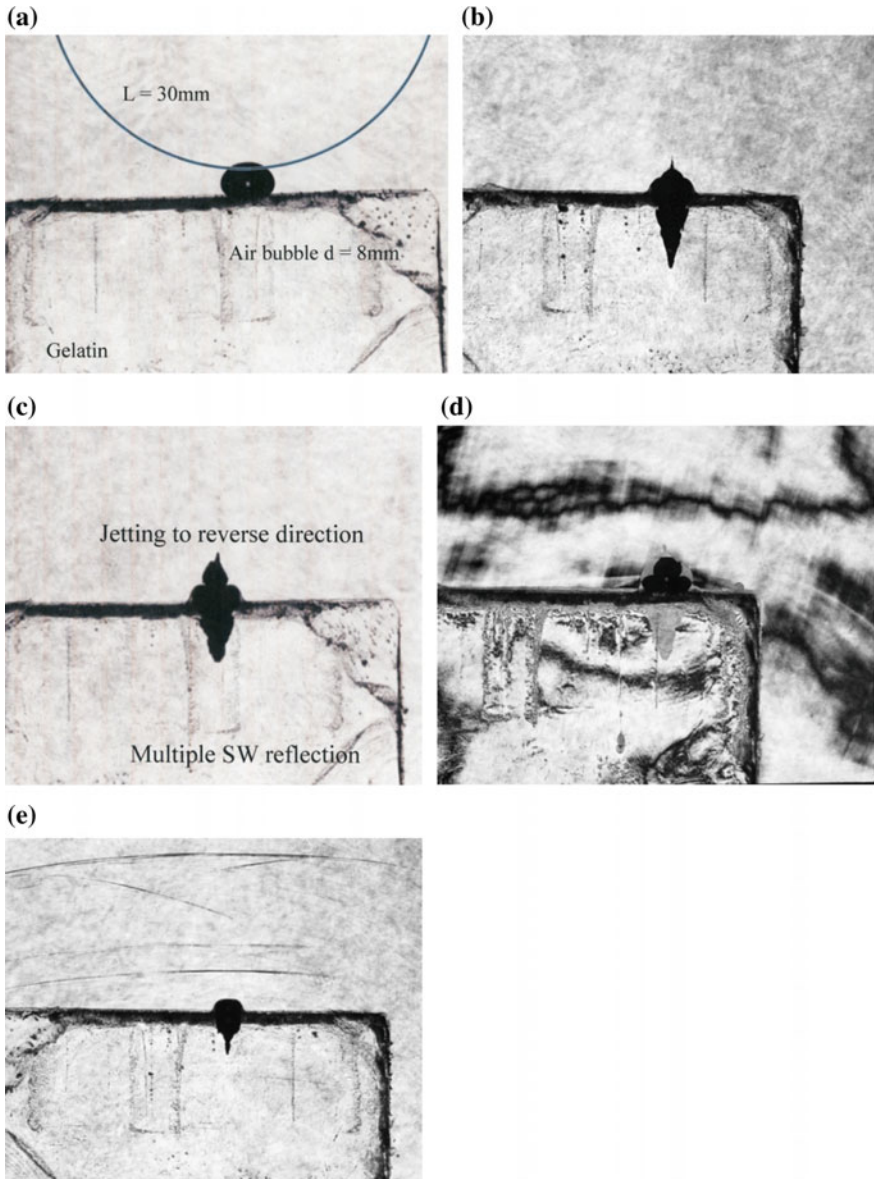 (a)
(b)
L = 30mm
Air bubble d = 8mm
Gelatin
(c)
(d)
Jetting to reverse direction
Multiple SW reflection
(e)